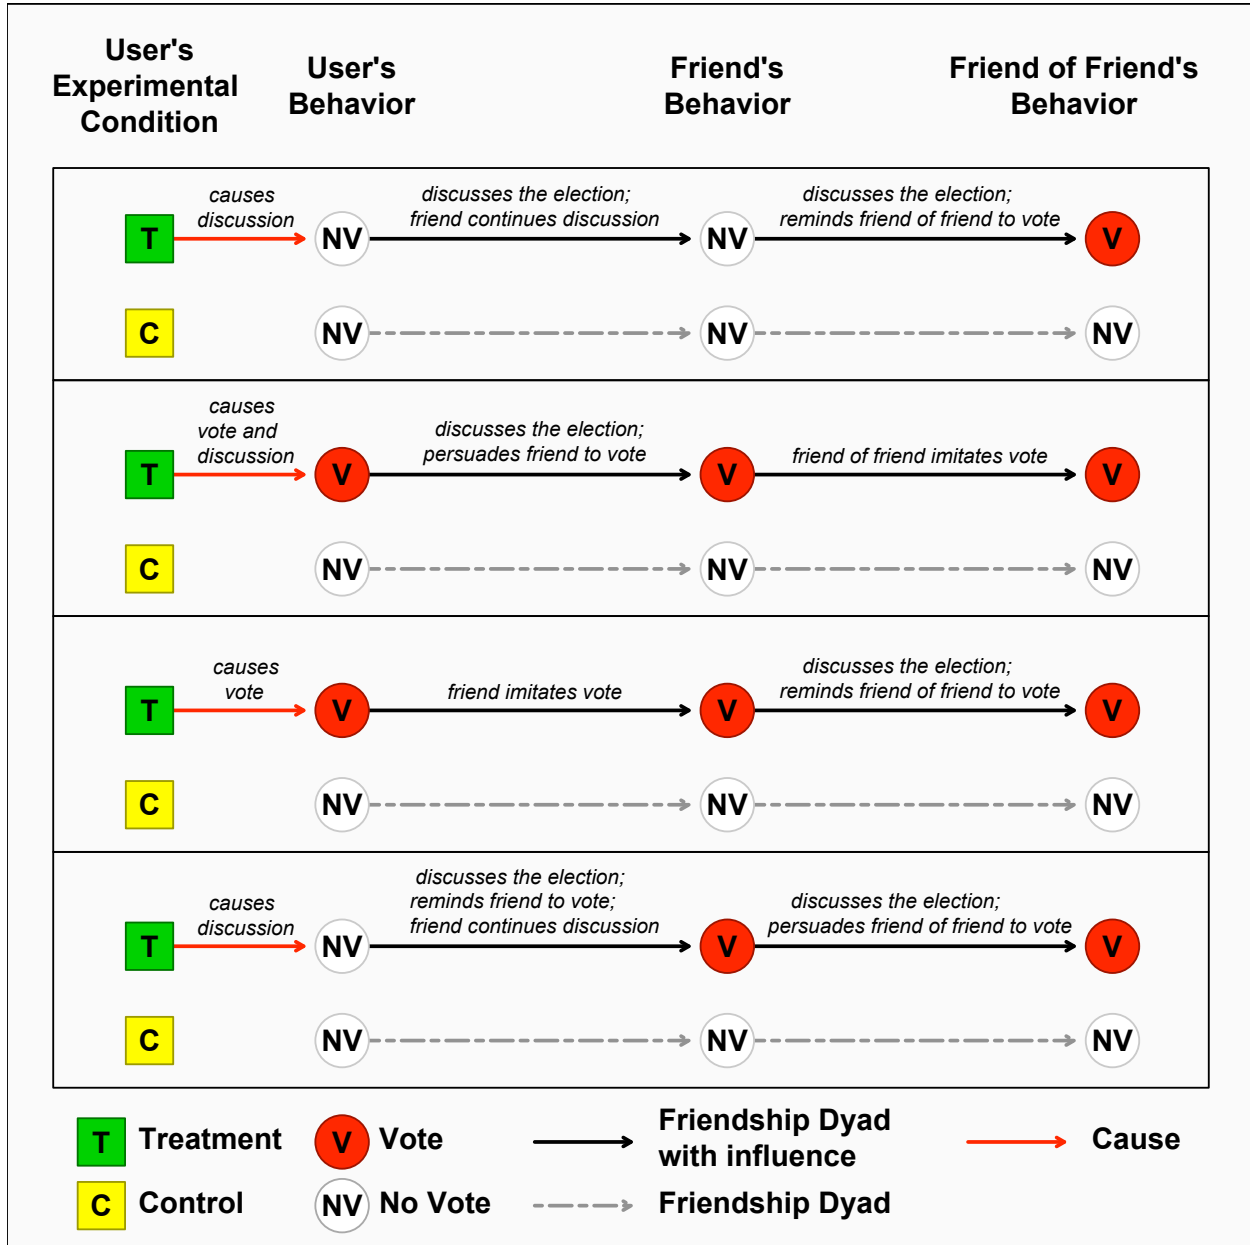 User's
Experimental
Condition
User's
Behavior
Friend's
Behavior
Friend of Friend's
Behavior
causes
discussion
discusses the election;
friend continues discussion
discusses the election;
reminds friend of friend to vote
T
NV
NV
V
C
NV
NV
NV
causes
vote and
discussion
discusses the election;
persuades friend to vote
friend of friend imitates vote
T
V
V
V
C
NV
NV
NV
causes
vote
friend imitates vote
discusses the election;
reminds friend of friend to vote
T
V
V
V
C
NV
NV
NV
causes
discussion
discusses the election;
reminds friend to vote;
friend continues discussion
discusses the election;
persuades friend of friend to vote
T
NV
V
V
C
NV
NV
NV
T Treatment
V Vote
Friendship Dyad
with influence
Cause
C Control
NV No Vote
Friendship Dyad